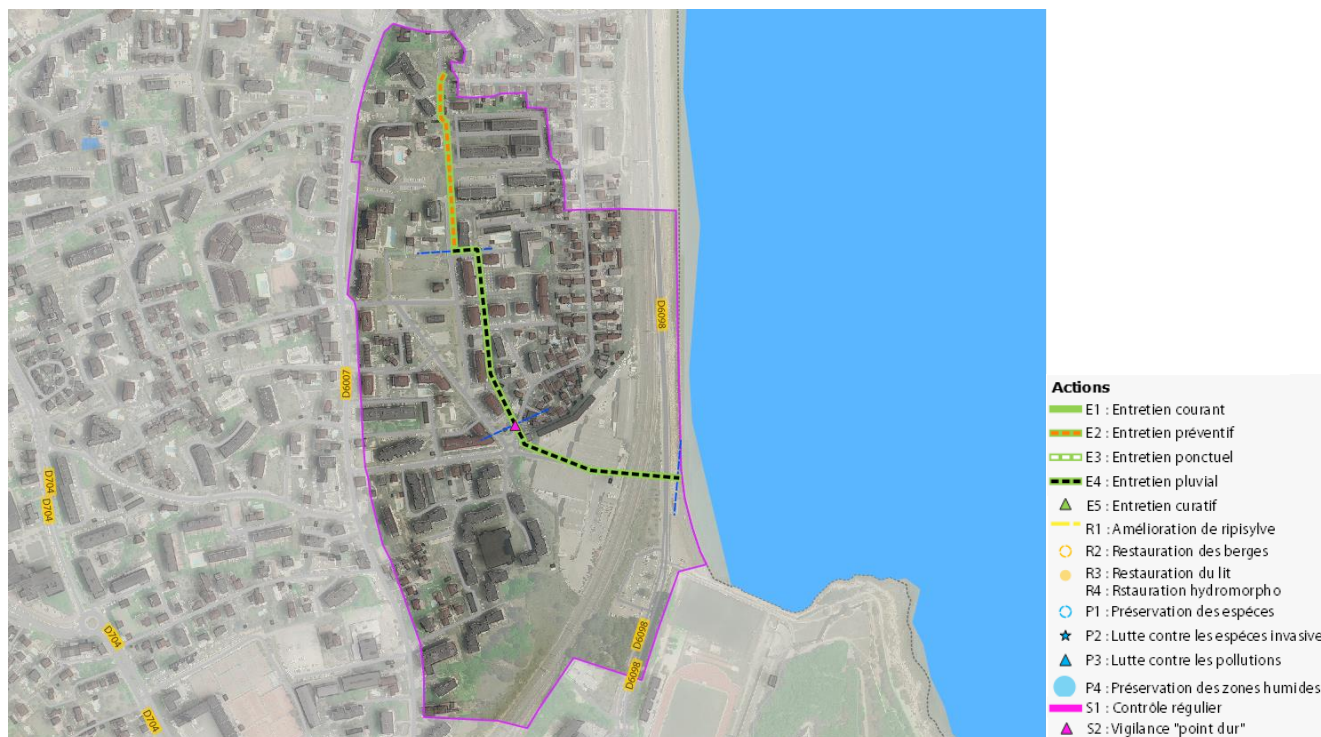 D6098
D6007
D704
D704
D704
D704
D6098
D6098
Actions
E1 : Entretien courant
E2 : Entretien préventif
E3 : Entretien ponctuel
E4 : Entretien pluvial
E5 : Entretien curatif
R1 : Amélioration de ripisylve
R2 : Restauration des berges
R3 : Restauration du lit
R4 : Rstauration hydromorpho
P1 : Préservation des espéces
P2 : Lutte contre les espéces invasive
P3 : Lutte contre les pollutions
P4 : Préservation des zones humides
S1 : Contrôle régulier
S2 : Vigilance "point dur"